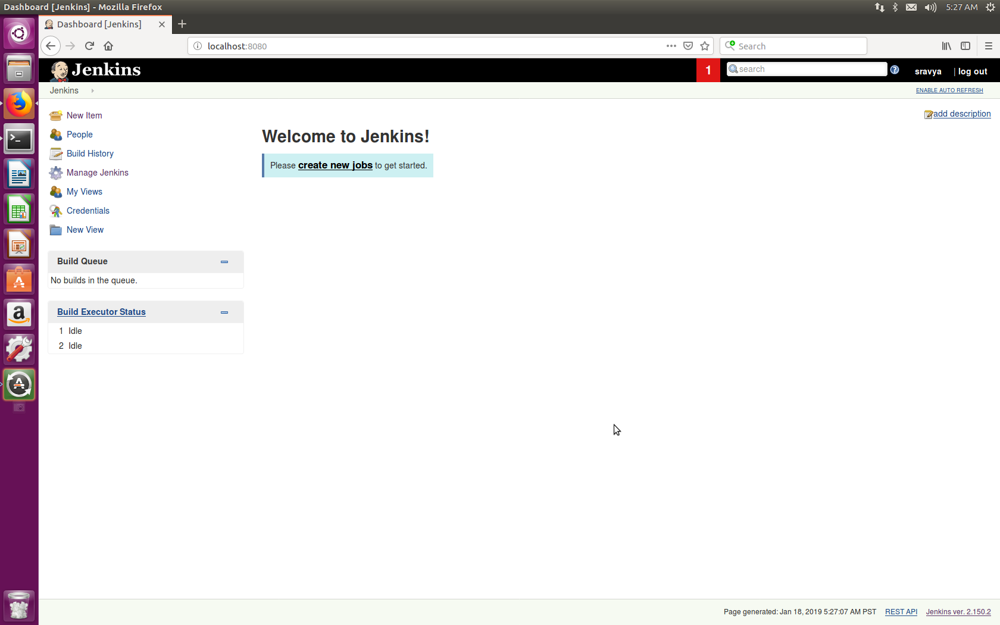 Dashboard [Jenkins] - Mozilla Firefox
5:27 AM
Dashboard [Jenkins]
localhost:8080
Search
Jenkins
1
search
sravya
| log out
Jenkins
ENABLE AUTO REFRESH
New Item
People
Build History
Manage Jenkins
My Views
Credentials
New View
add description
Welcome to Jenkins!
Please create new jobs to get started.
Build Queue
No builds in the queue.
Build Executor Status
1 Idle
2 Idle
Page generated: Jan 18, 2019 5:27:07 AM PST
REST API
Jenkins ver. 2.150.2